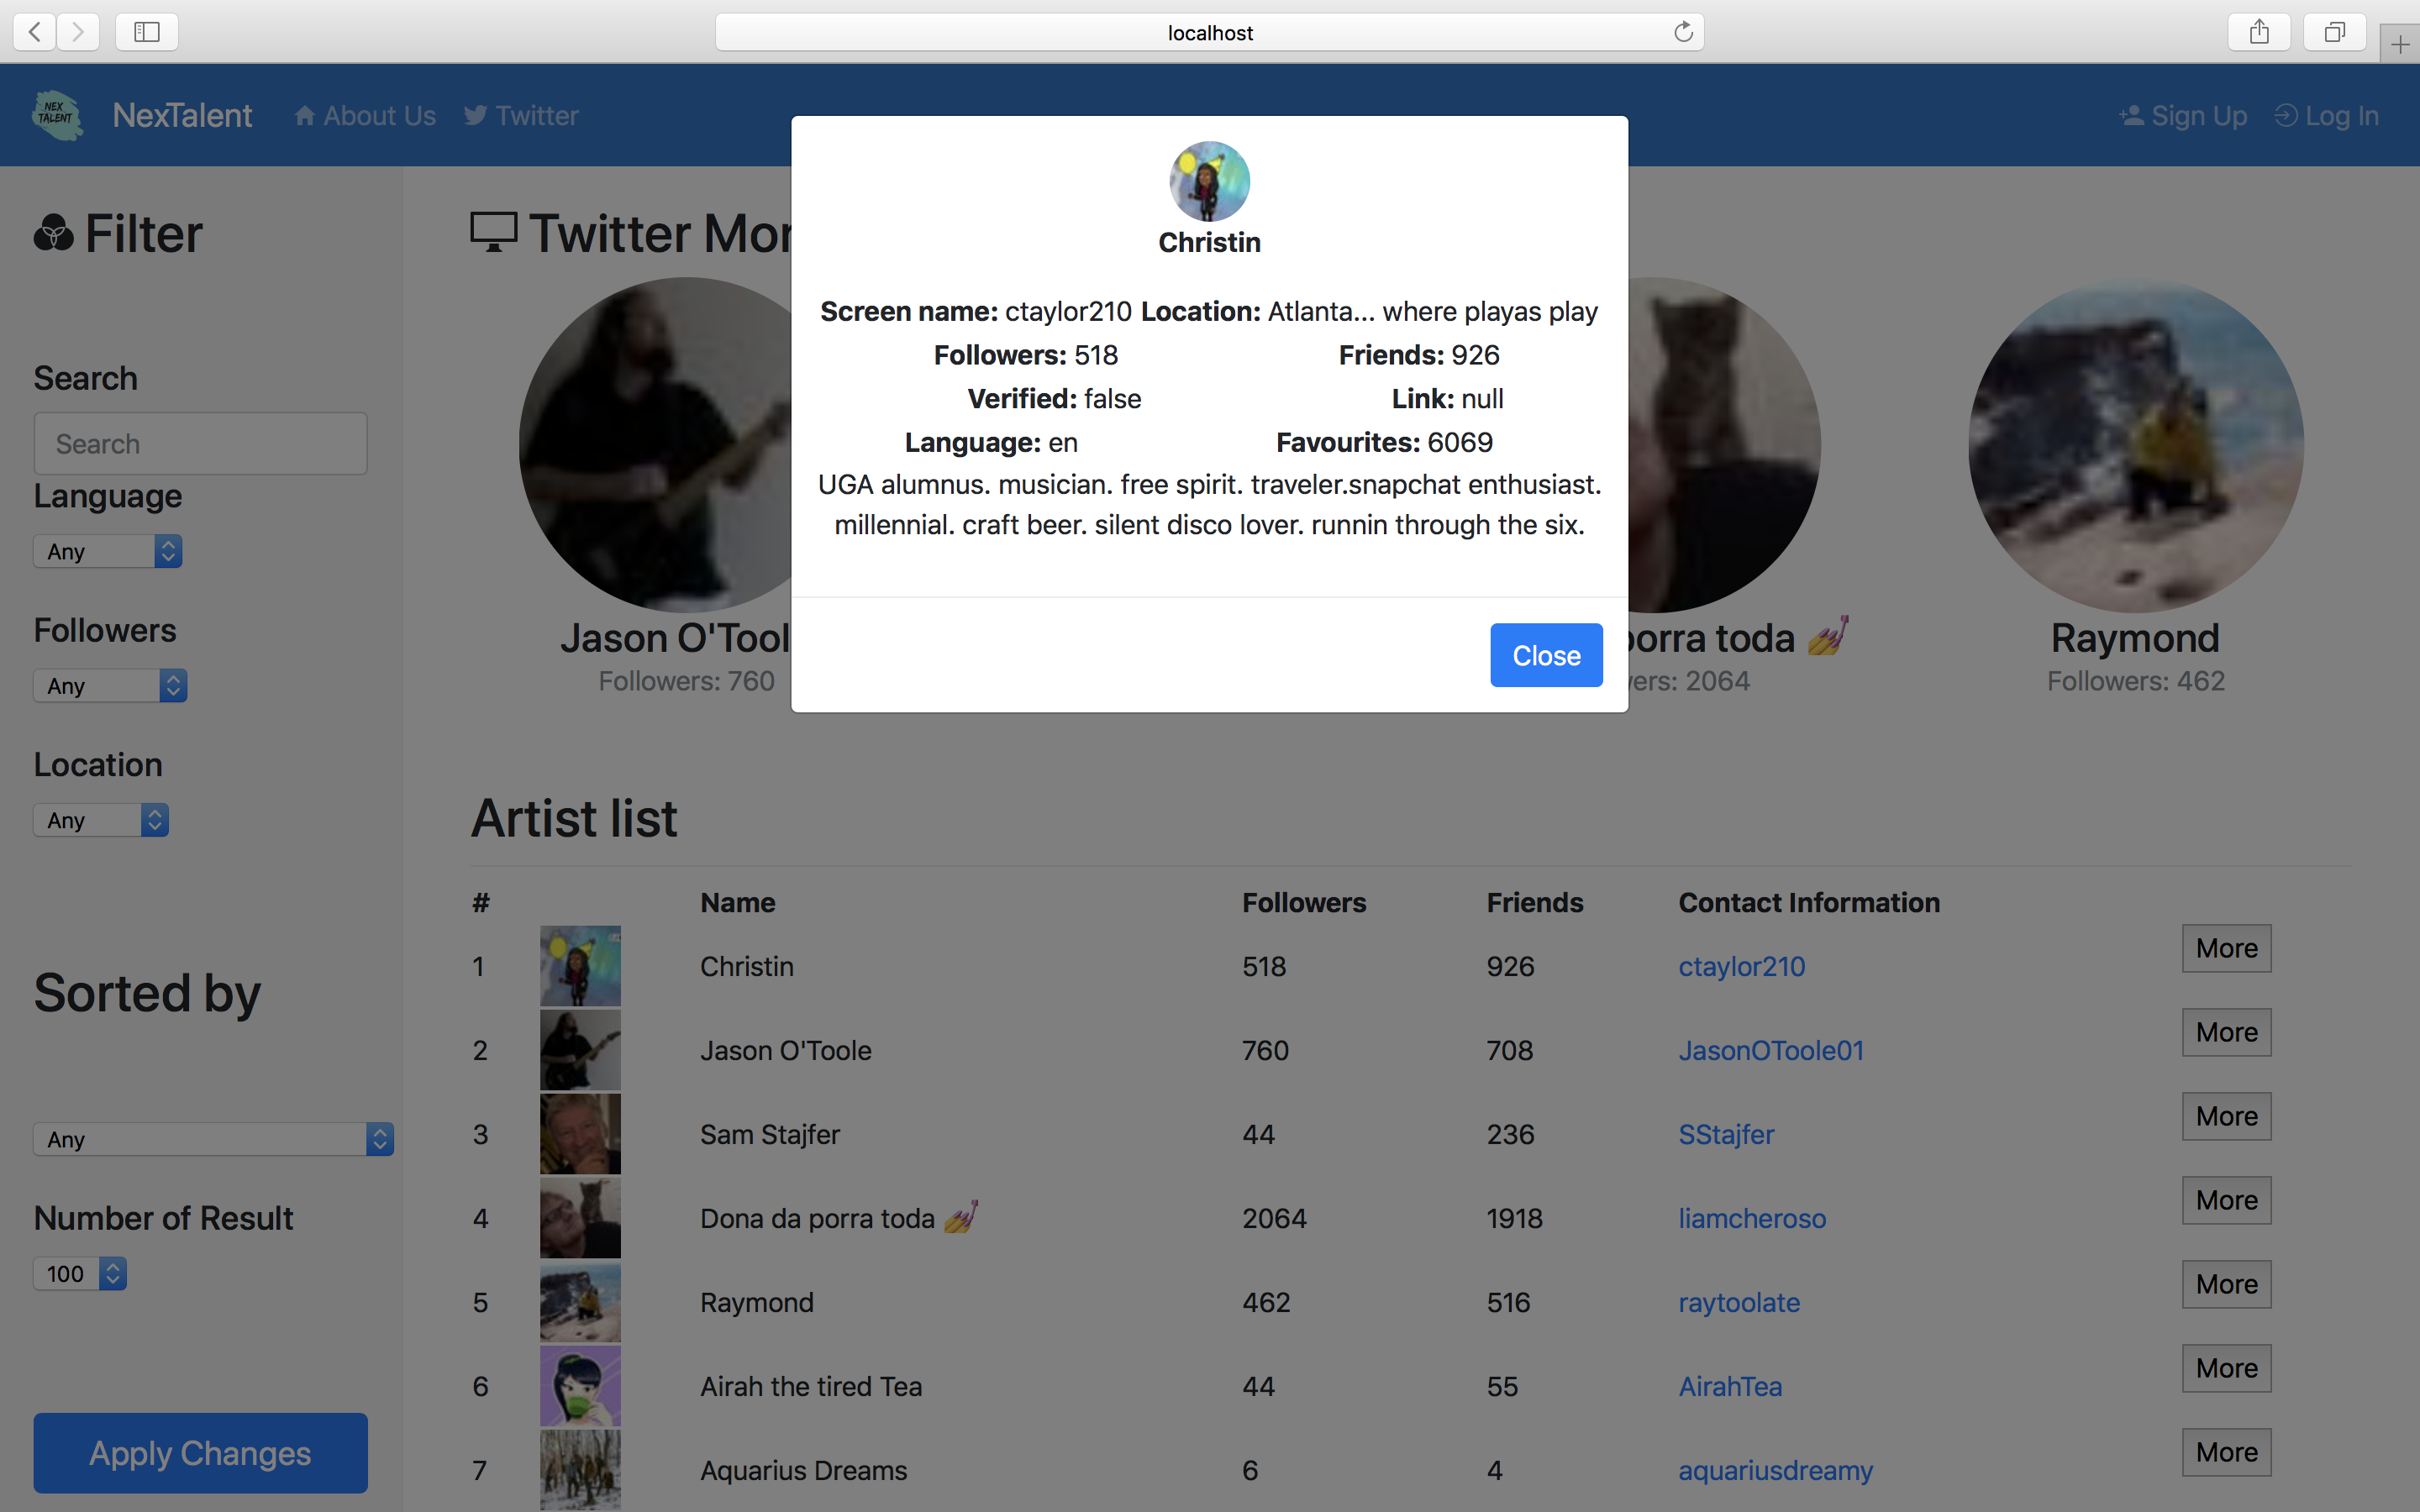 localhost
NEX
TALENT
NexTalent About Us Twitter Sign Up Log In
Filter
Search
Search
Language
Any
Followers
Any
Location
Any
Sorted by
Any
Number of Result
100
Apply Changes
Twitter Mor
Jason O'Tool
Followers: 760
porra toda 💅
ers: 2064
Raymond
Followers: 462
Christin
Screen name: ctaylor210 Location: Atlanta... where playas play
Followers: 518 Friends: 926
Verified: false Link: null
Language: en Favourites: 6069
UGA alumnus. musician. free spirit. traveler.snapchat enthusiast.
millennial. craft beer. silent disco lover. runnin through the six.
Close
Artist list
# Name Followers Friends Contact Information
1 Christin 518 926 ctaylor210 More
2 Jason O'Toole 760 708 JasonOToole01 More
3 Sam Stajfer 44 236 SStajfer More
4 Dona da porra toda 💅 2064 1918 liamcheroso More
5 Raymond 462 516 raytoolate More
6 Airah the tired Tea 44 55 AirahTea More
7 Aquarius Dreams 6 4 aquariusdreamy More